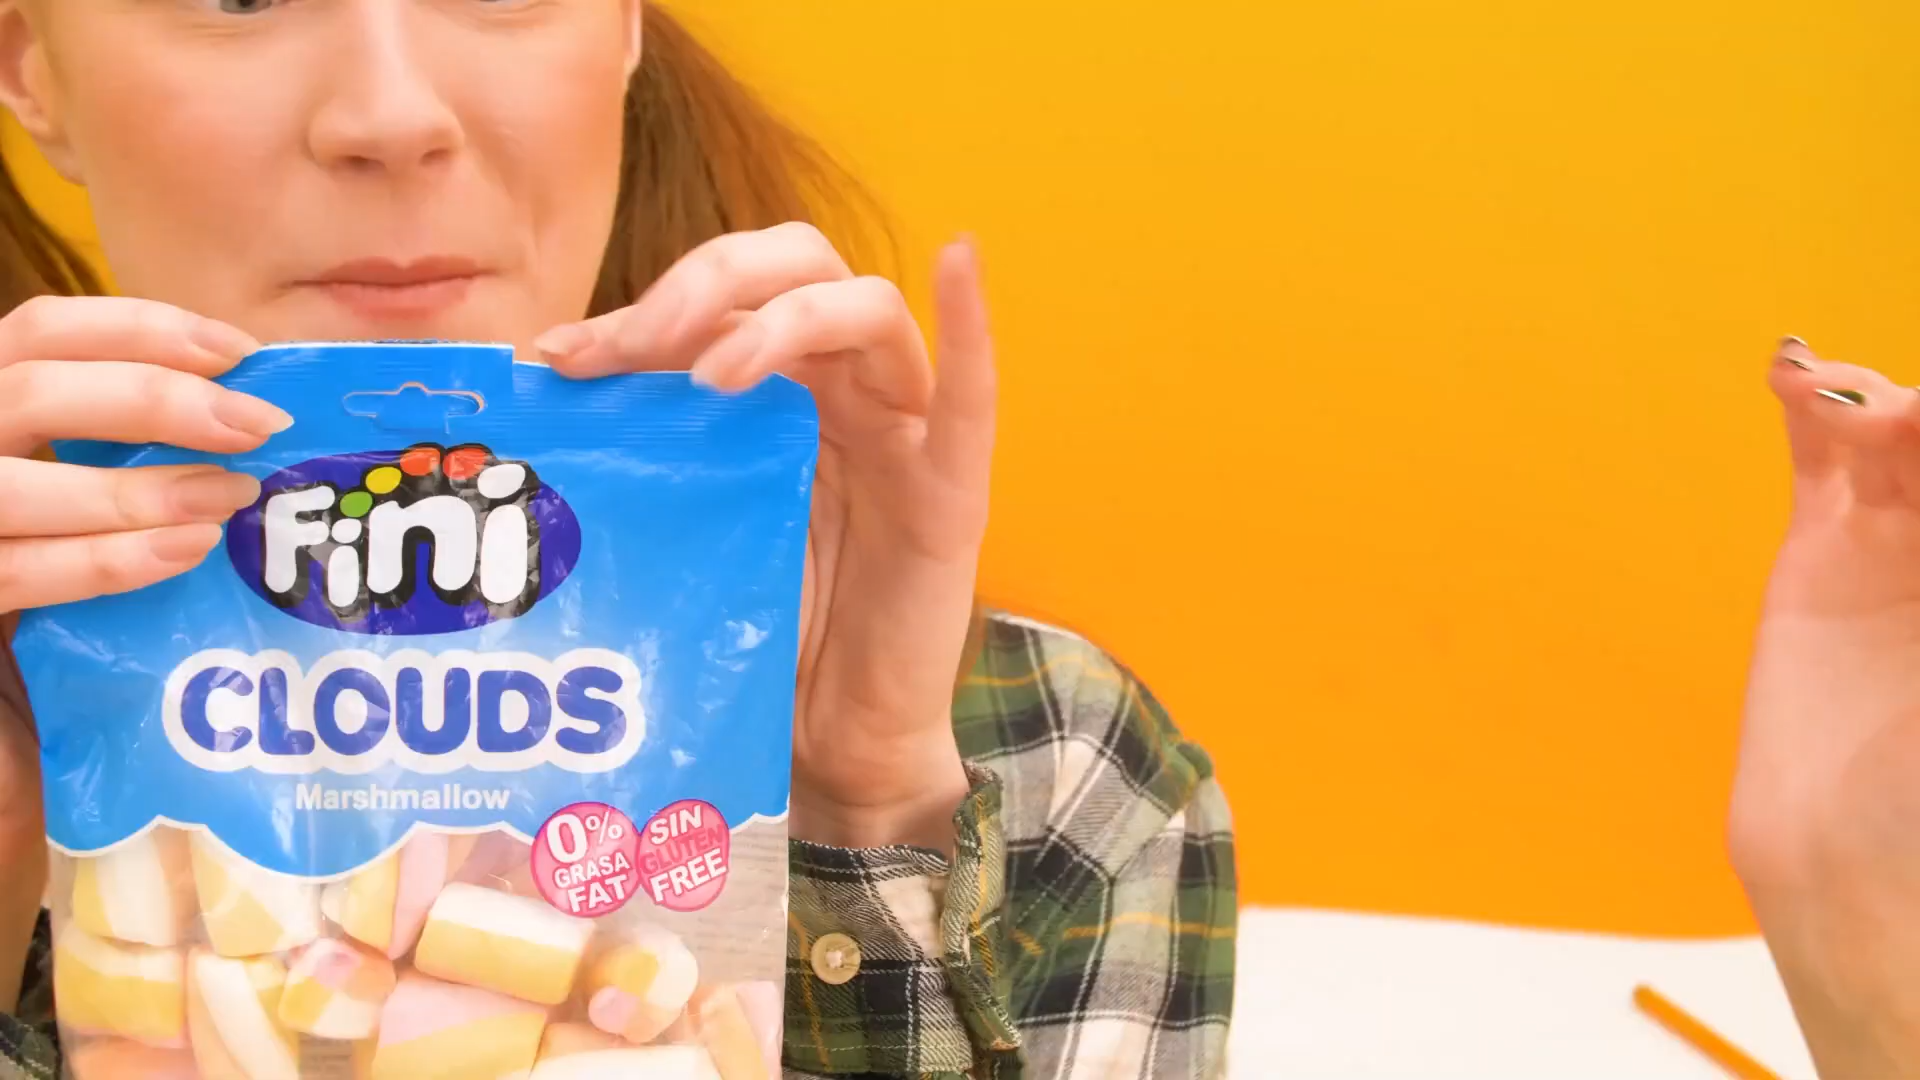 Fini
CLOUDS
Marshmallow
0%
GRASA
FAT
SIN
GLUTEN
FREE